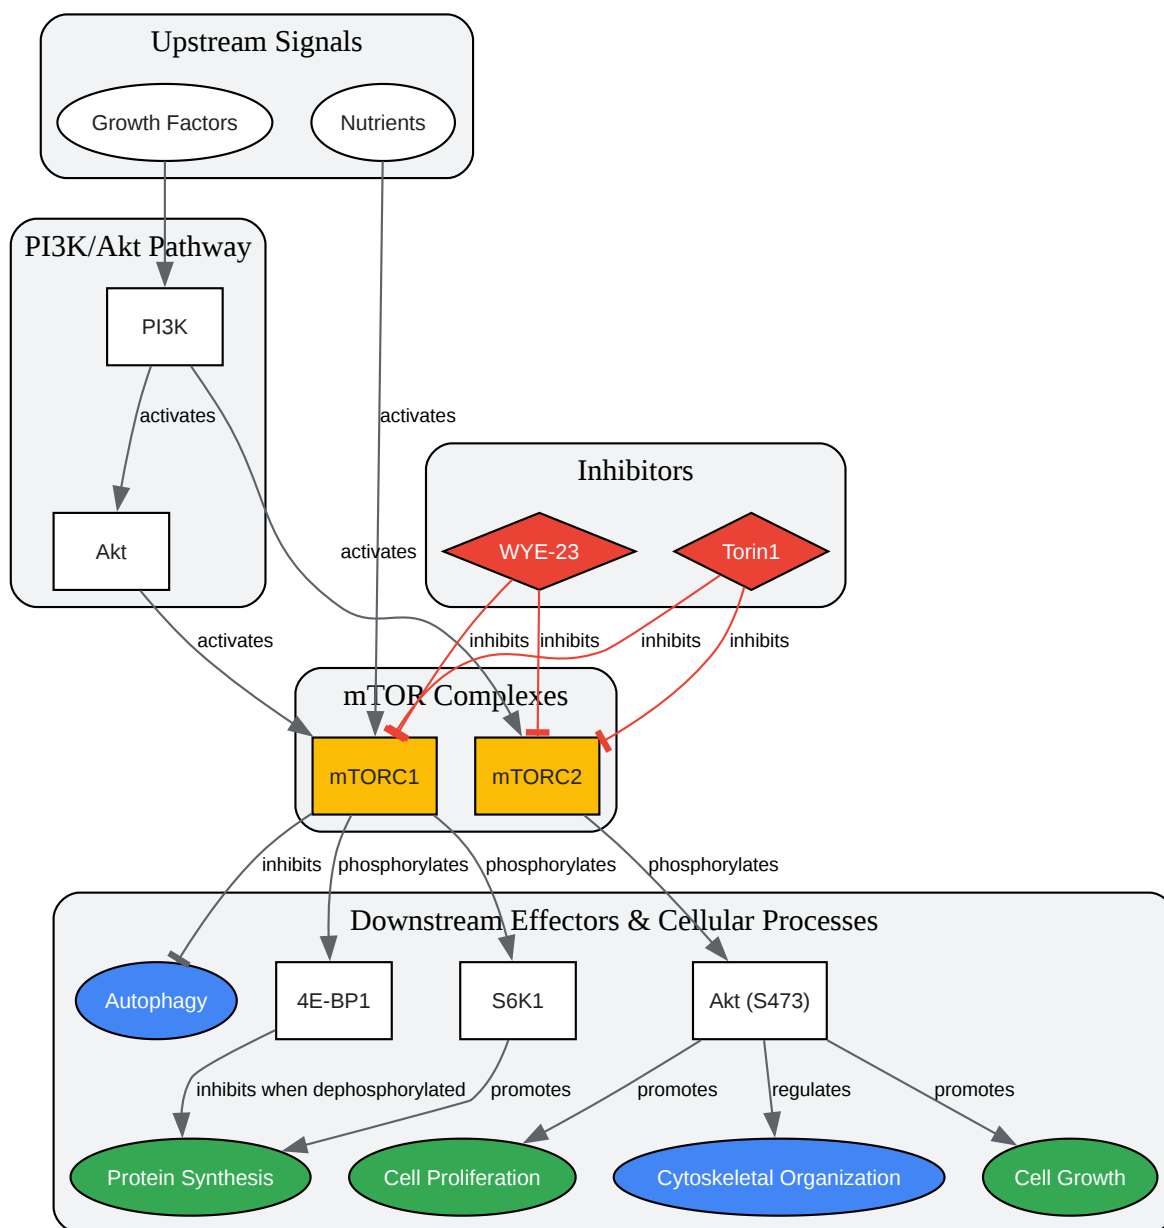 Upstream Signals
Growth Factors
Nutrients
PI3K/Akt Pathway
PI3K
activates
activates
Inhibitors
Akt
activates
WYE-23
Torin1
activates
inhibits
inhibits
inhibits
inhibits
mTOR Complexes
mTORC1
mTORC2
inhibits
phosphorylates
phosphorylates
phosphorylates
Downstream Effectors & Cellular Processes
Autophagy
4E-BP1
S6K1
Akt (S473)
inhibits when dephosphorylated
promotes
promotes
regulates
promotes
Protein Synthesis
Cell Proliferation
Cytoskeletal Organization
Cell Growth